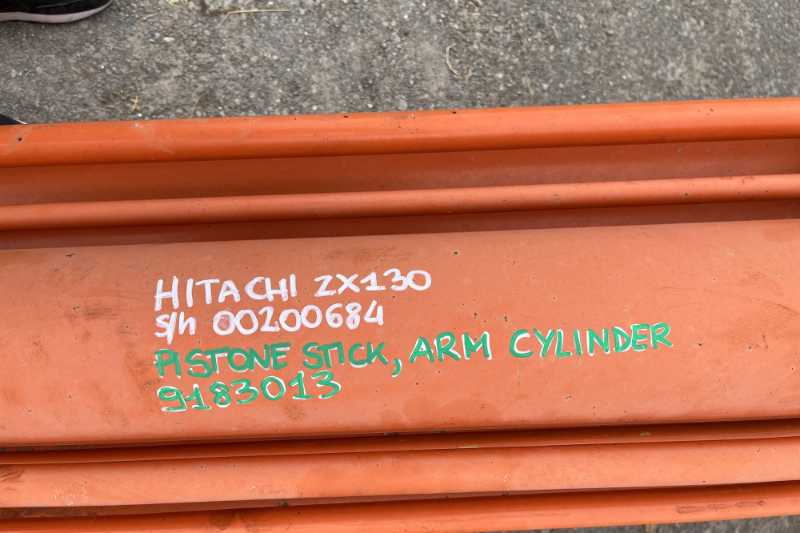 HITACHI ZX130
S/n 00200684
PISTONE STICK, ARM CYLINDER
9183013